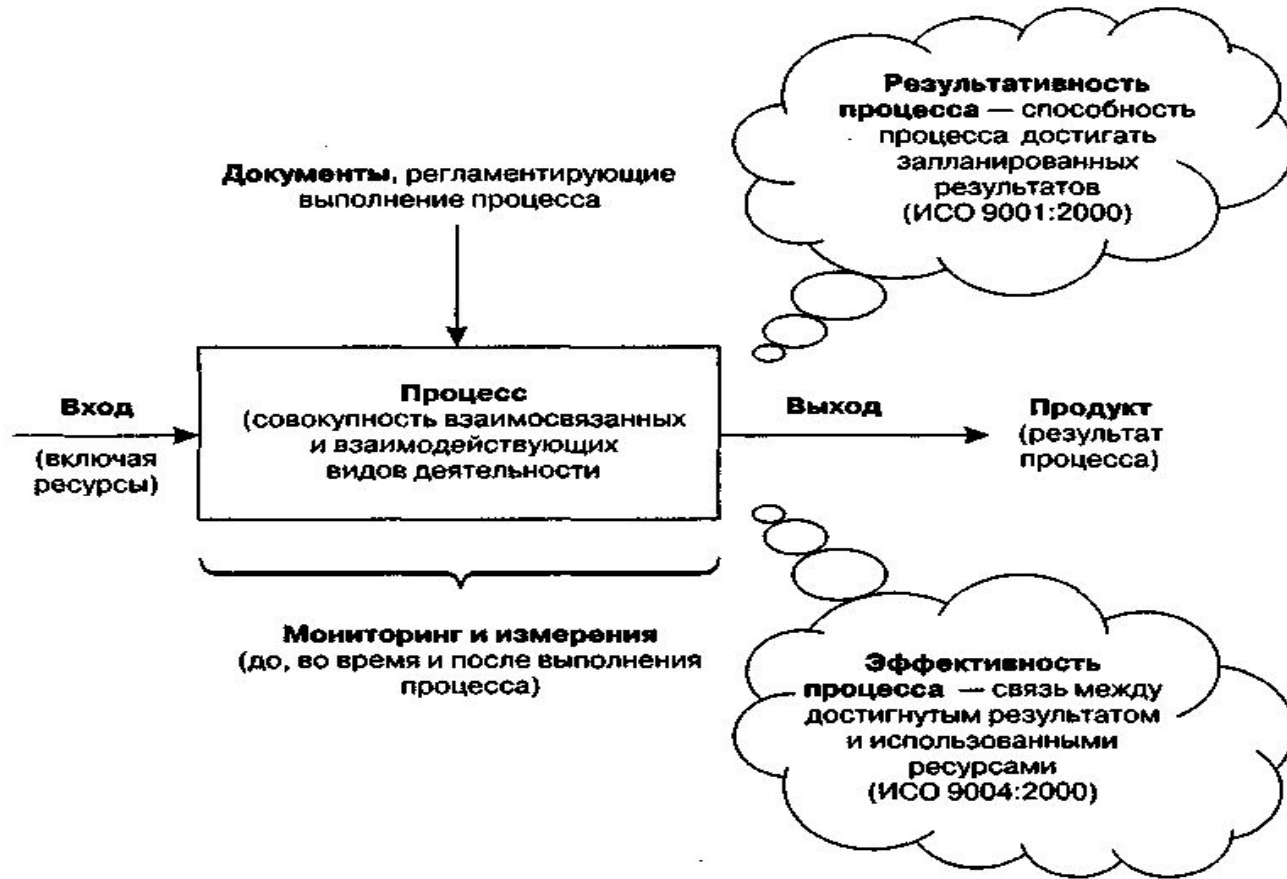 Результативность
процесса — способность
процесса достигать
запланированных
результатов
(ИСО 9001:2000)
Документы, регламентирующие
выполнение процесса
Вход
(включая
ресурсы)
Процесс
(совокупность взаимосвязанных
и взаимодействующих
видов деятельности
Выход
Продукт
(результат
процесса)
Мониторинг и измерения
(до, во время и после выполнения
процесса)
Эффективность
процесса — связь между
достигнутым результатом
и использованными
ресурсами
(ИСО 9004:2000)